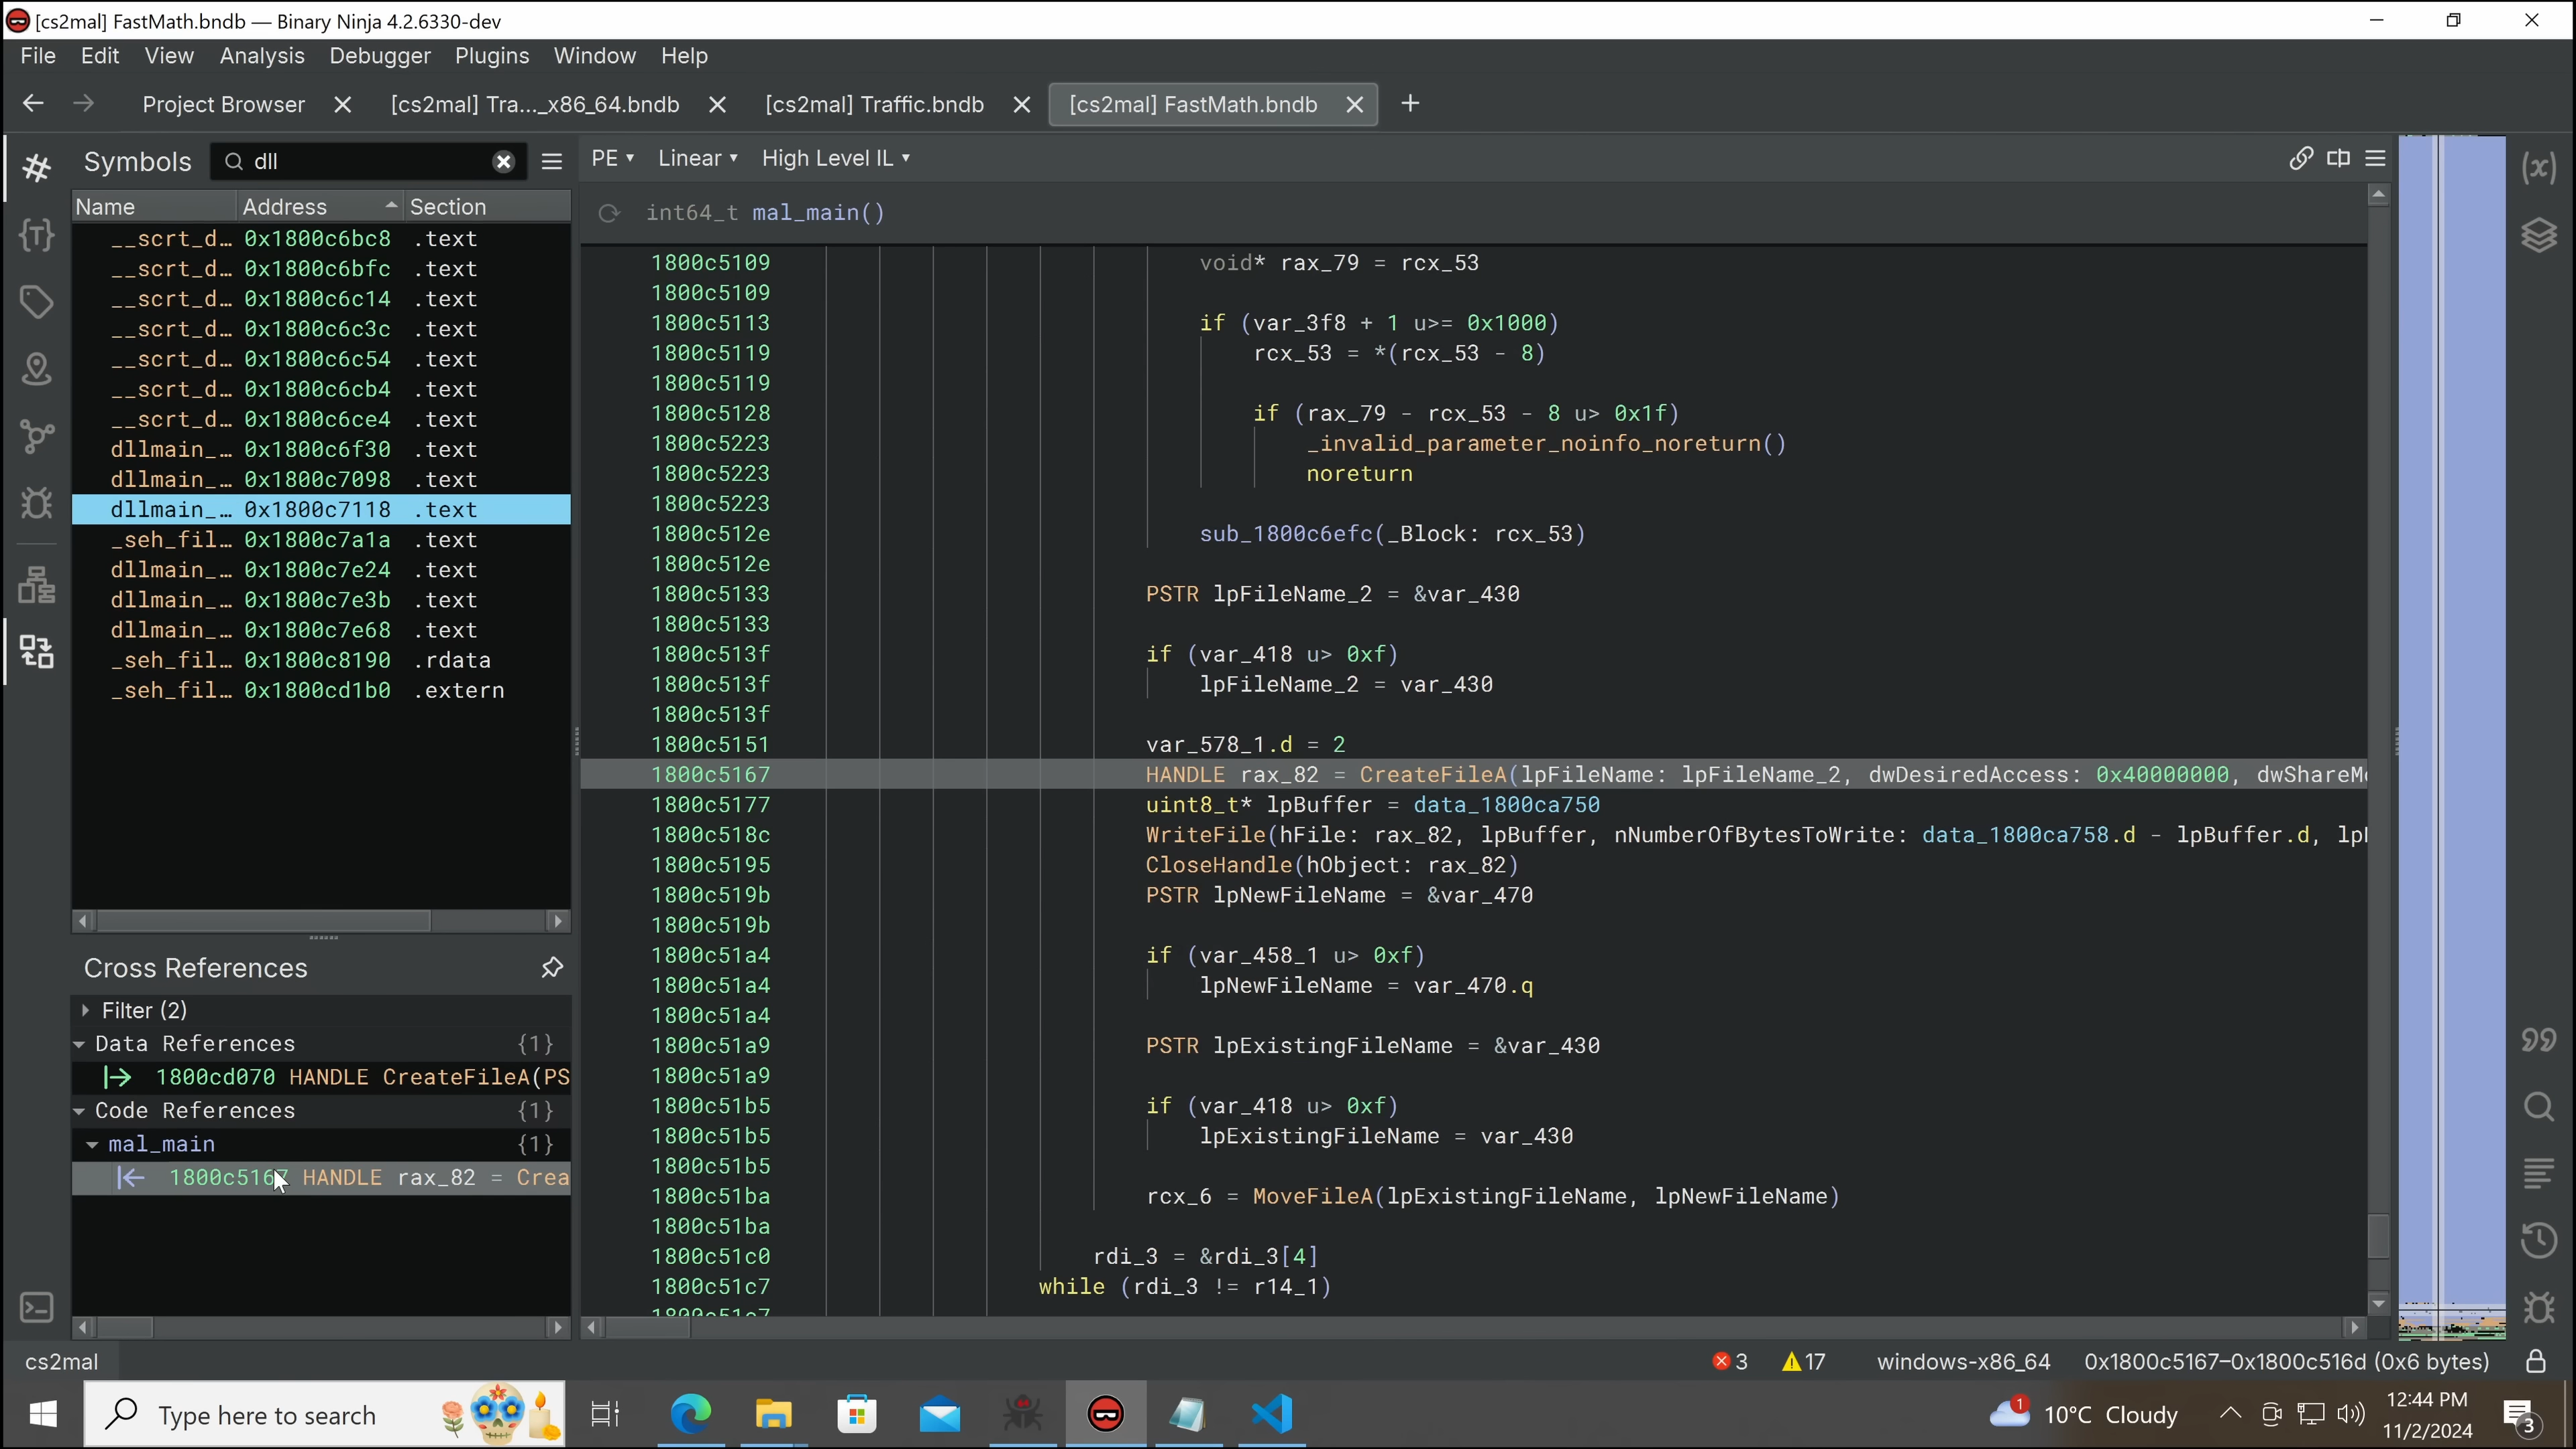 [cs2mal] FastMath.bndb — Binary Ninja 4.2.6330-dev
File Edit View Analysis Debugger Plugins Window Help
Project Browser [cs2mal] Tra..._x86_64.bndb [cs2mal] Traffic.bndb [cs2mal] FastMath.bndb
Symbols dll
PE Linear High Level IL
Name Address Section
int64_t mal_main()
__scrt_d… 0x1800c6bc8 .text
__scrt_d… 0x1800c6bfc .text
__scrt_d… 0x1800c6c14 .text
__scrt_d… 0x1800c6c3c .text
__scrt_d… 0x1800c6c54 .text
__scrt_d… 0x1800c6cb4 .text
__scrt_d… 0x1800c6ce4 .text
dllmain_… 0x1800c6f30 .text
dllmain_… 0x1800c7098 .text
dllmain_… 0x1800c7118 .text
_seh_fil… 0x1800c7a1a .text
dllmain_… 0x1800c7e24 .text
dllmain_… 0x1800c7e3b .text
dllmain_… 0x1800c7e68 .text
_seh_fil… 0x1800c8190 .rdata
_seh_fil… 0x1800cd1b0 .extern
Cross References
Filter (2)
Data References {1}
1800cd070 HANDLE CreateFileA(PS
Code References {1}
mal_main {1}
1800c5167 HANDLE rax_82 = Crea
1800c5109 void* rax_79 = rcx_53
1800c5109
1800c5113 if (var_3f8 + 1 u>= 0x1000)
1800c5119 rcx_53 = *(rcx_53 - 8)
1800c5119
1800c5128 if (rax_79 - rcx_53 - 8 u> 0x1f)
1800c5223 _invalid_parameter_noinfo_noreturn()
1800c5223 noreturn
1800c5223
1800c512e sub_1800c6efc(_Block: rcx_53)
1800c512e
1800c5133 PSTR lpFileName_2 = &var_430
1800c5133
1800c513f if (var_418 u> 0xf)
1800c513f lpFileName_2 = var_430
1800c513f
1800c5151 var_578_1.d = 2
1800c5167 HANDLE rax_82 = CreateFileA(lpFileName: lpFileName_2, dwDesiredAccess: 0x40000000, dwShareMo
1800c5177 uint8_t* lpBuffer = data_1800ca750
1800c518c WriteFile(hFile: rax_82, lpBuffer, nNumberOfBytesToWrite: data_1800ca758.d - lpBuffer.d, lpN
1800c5195 CloseHandle(hObject: rax_82)
1800c519b PSTR lpNewFileName = &var_470
1800c519b
1800c51a4 if (var_458_1 u> 0xf)
1800c51a4 lpNewFileName = var_470.q
1800c51a4
1800c51a9 PSTR lpExistingFileName = &var_430
1800c51a9
1800c51b5 if (var_418 u> 0xf)
1800c51b5 lpExistingFileName = var_430
1800c51b5
1800c51ba rcx_6 = MoveFileA(lpExistingFileName, lpNewFileName)
1800c51ba
1800c51c0 rdi_3 = &rdi_3[4]
1800c51c7 while (rdi_3 != r14_1)
1800c51c7
cs2mal 3 17 windows-x86_64 0x1800c5167–0x1800c516d (0x6 bytes)
Type here to search
1 10°C Cloudy
12:44 PM
11/2/2024
3